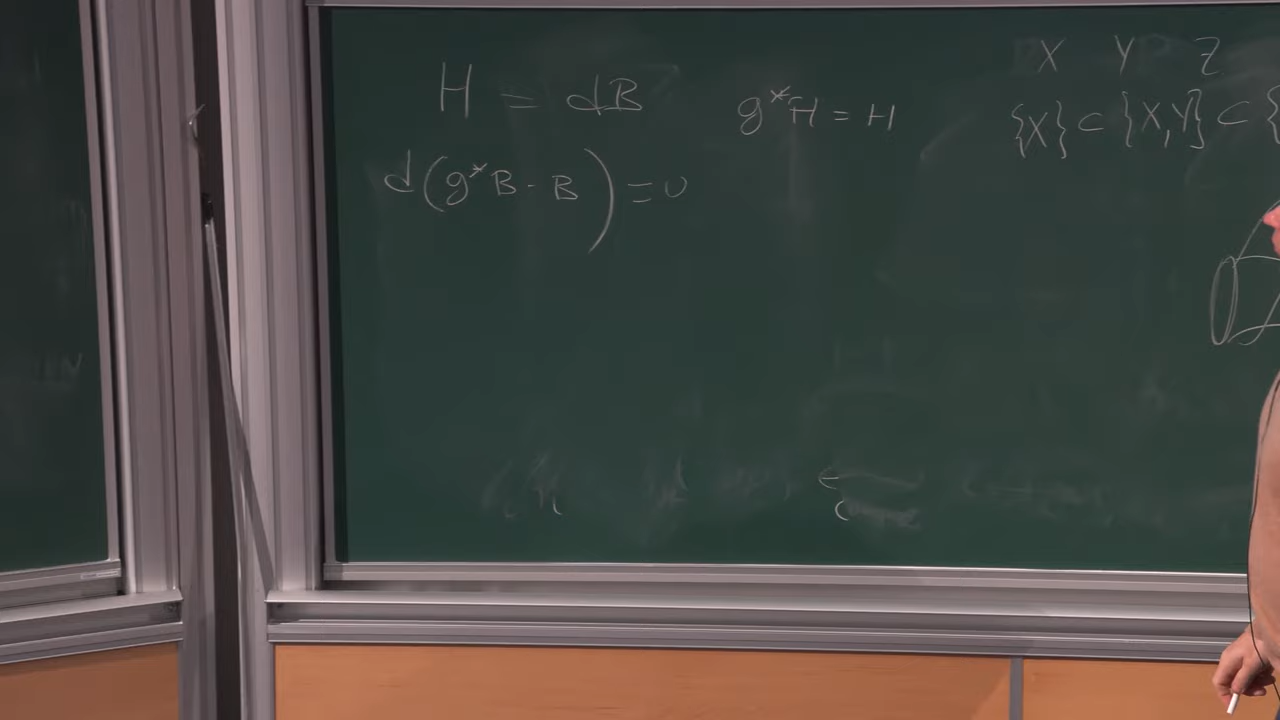 H = dB
g*H = H
d(g*B - B) = 0
X Y Z
{X} ⊂ {X,Y} ⊂ {